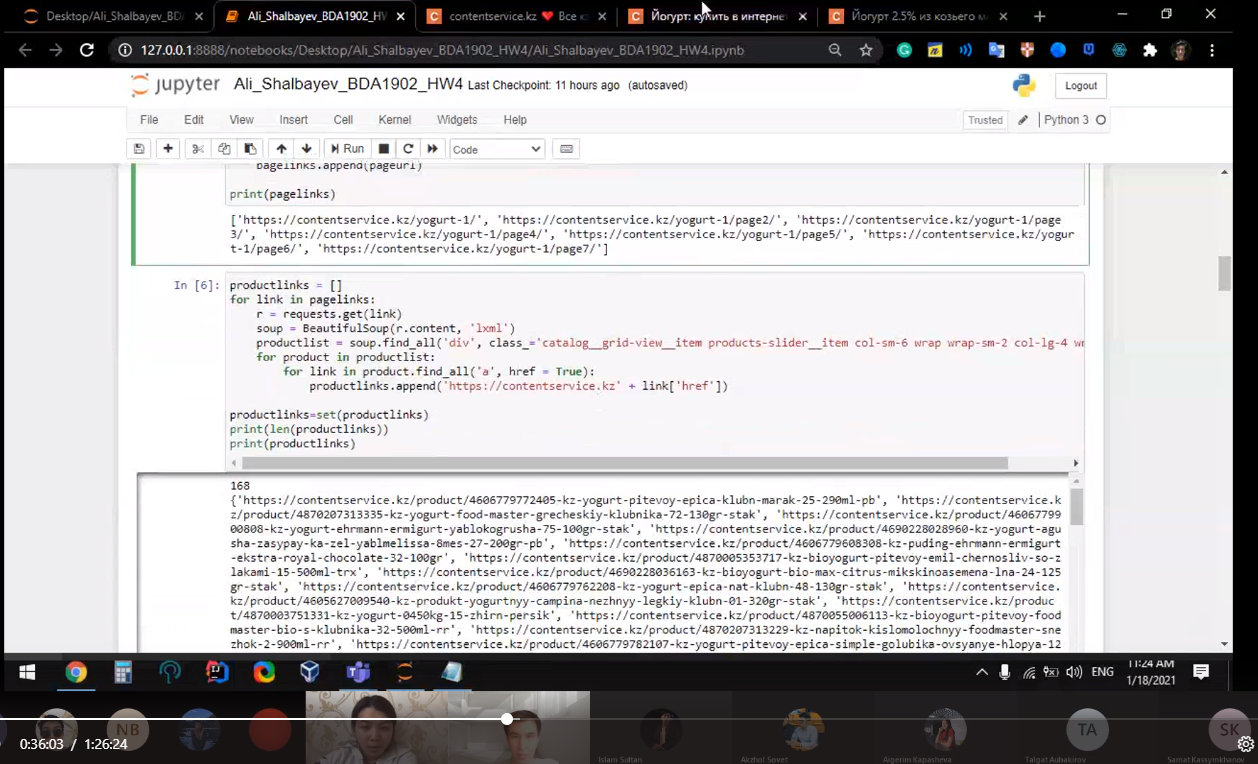 Desktop/Ali_Shalbayev_BDA
Ali_Shalbayev_BDA1902_HW
contentservice.kz ❤ Все к
Йогурт: купить в интернет
Йогурт 2.5% из козьего м
127.0.0.1:8888/notebooks/Desktop/Ali_Shalbayev_BDA1902_HW4/Ali_Shalbayev_BDA1902_HW4.ipynb
jupyter Ali_Shalbayev_BDA1902_HW4 Last Checkpoint: 11 hours ago (autosaved)
Logout
File Edit View Insert Cell Kernel Widgets Help
Trusted
Python 3
Run
Code
pagelinks.append(pageurl)
print(pagelinks)
['https://contentservice.kz/yogurt-1/', 'https://contentservice.kz/yogurt-1/page2/', 'https://contentservice.kz/yogurt-1/page
3/', 'https://contentservice.kz/yogurt-1/page4/', 'https://contentservice.kz/yogurt-1/page5/', 'https://contentservice.kz/yogur
t-1/page6/', 'https://contentservice.kz/yogurt-1/page7/']
In [6]:
productlinks = []
for link in pagelinks:
r = requests.get(link)
soup = BeautifulSoup(r.content, 'lxml')
productlist = soup.find_all('div', class_='catalog__grid-view__item products-slider__item col-sm-6 wrap wrap-sm-2 col-lg-4 wr
for product in productlist:
for link in product.find_all('a', href = True):
productlinks.append('https://contentservice.kz' + link['href'])
productlinks=set(productlinks)
print(len(productlinks))
print(productlinks)
168
{'https://contentservice.kz/product/4606779772405-kz-yogurt-pitevoy-epica-klubn-marak-25-290ml-pb', 'https://contentservice.k
z/product/4870207313335-kz-yogurt-food-master-grecheskiy-klubnika-72-130gr-stak', 'https://contentservice.kz/product/46067799
00808-kz-yogurt-ehrmann-ermigurt-yablokogrusha-75-100gr-stak', 'https://contentservice.kz/product/4690228028960-kz-yogurt-agu
sha-zasypay-ka-zel-yablmelissa-8mes-27-200gr-pb', 'https://contentservice.kz/product/4606779608308-kz-puding-ehrmann-ermigurt
-ekstra-royal-chocolate-32-100gr', 'https://contentservice.kz/product/4870005353717-kz-bioyogurt-pitevoy-emil-chernosliv-so-z
lakami-15-500ml-trx', 'https://contentservice.kz/product/4690228036163-kz-bioyogurt-bio-max-citrus-mikskinoasemena-lna-24-125
gr-stak', 'https://contentservice.kz/product/4606779762208-kz-yogurt-epica-nat-klubn-48-130gr-stak', 'https://contentservice.
kz/product/4605627009540-kz-produkt-yogurtnyy-campina-nezhnyy-legkiy-klubn-01-320gr-stak', 'https://contentservice.kz/product
/4870003751331-kz-yogurt-0450kg-15-zhirn-persik', 'https://contentservice.kz/product/4870055006113-kz-bioyogurt-pitevoy-food
master-bio-s-klubnika-32-500ml-rr', 'https://contentservice.kz/product/4870207313229-kz-napitok-kislomolochnyy-foodmaster-sne
zhok-2-900ml-rr', 'https://contentservice.kz/product/4606779782107-kz-yogurt-pitevoy-epica-simple-golubika-ovsyanye-hlopya-12
ENG
11:24 AM
1/18/2021
NB
TA
SK
0:36:03 / 1:26:24
Islam Sultan
Akzhol Sovet
Aigerim Kapasheva
Talgat Aubakirov
Samat Kassymkhanov